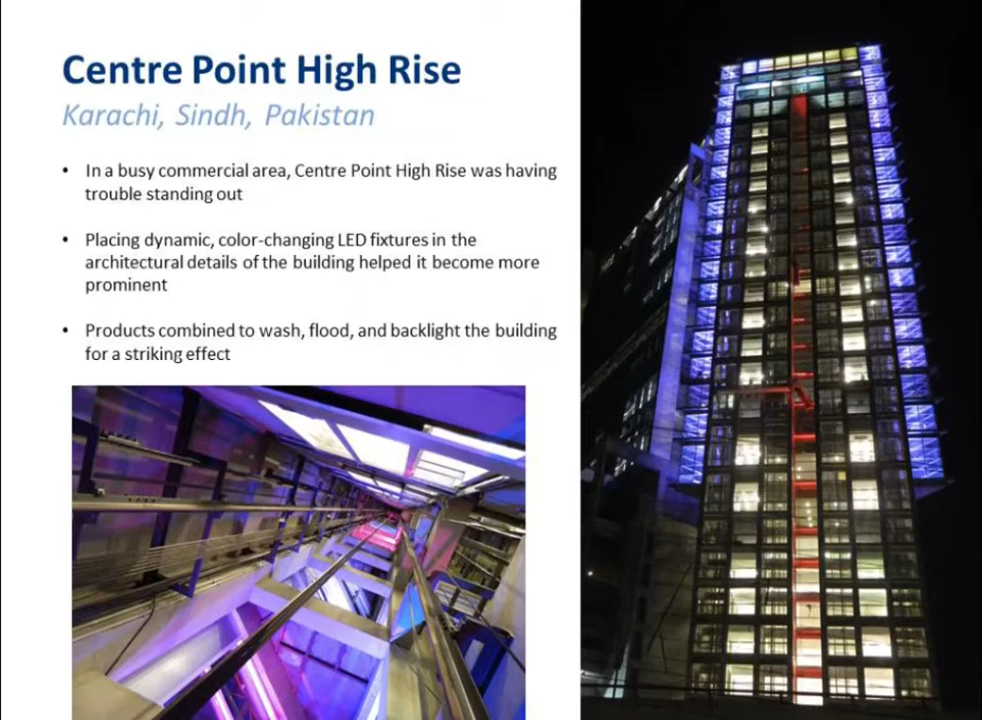 Centre Point High Rise
Karachi, Sindh, Pakistan
• In a busy commercial area, Centre Point High Rise was having
trouble standing out
• Placing dynamic, color-changing LED fixtures in the
architectural details of the building helped it become more
prominent
• Products combined to wash, flood, and backlight the building
for a striking effect